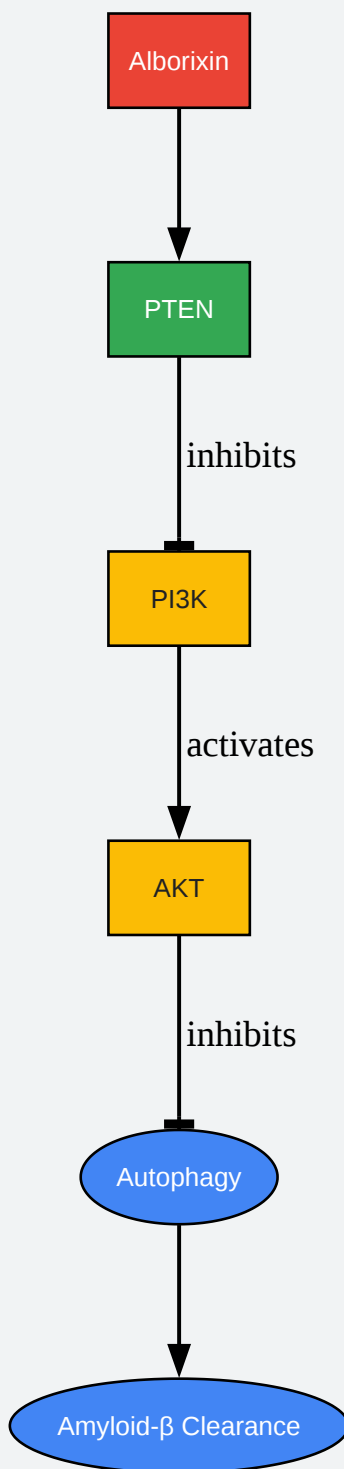 Alborixin
PTEN
inhibits
PI3K
activates
AKT
inhibits
Autophagy
Amyloid-β Clearance